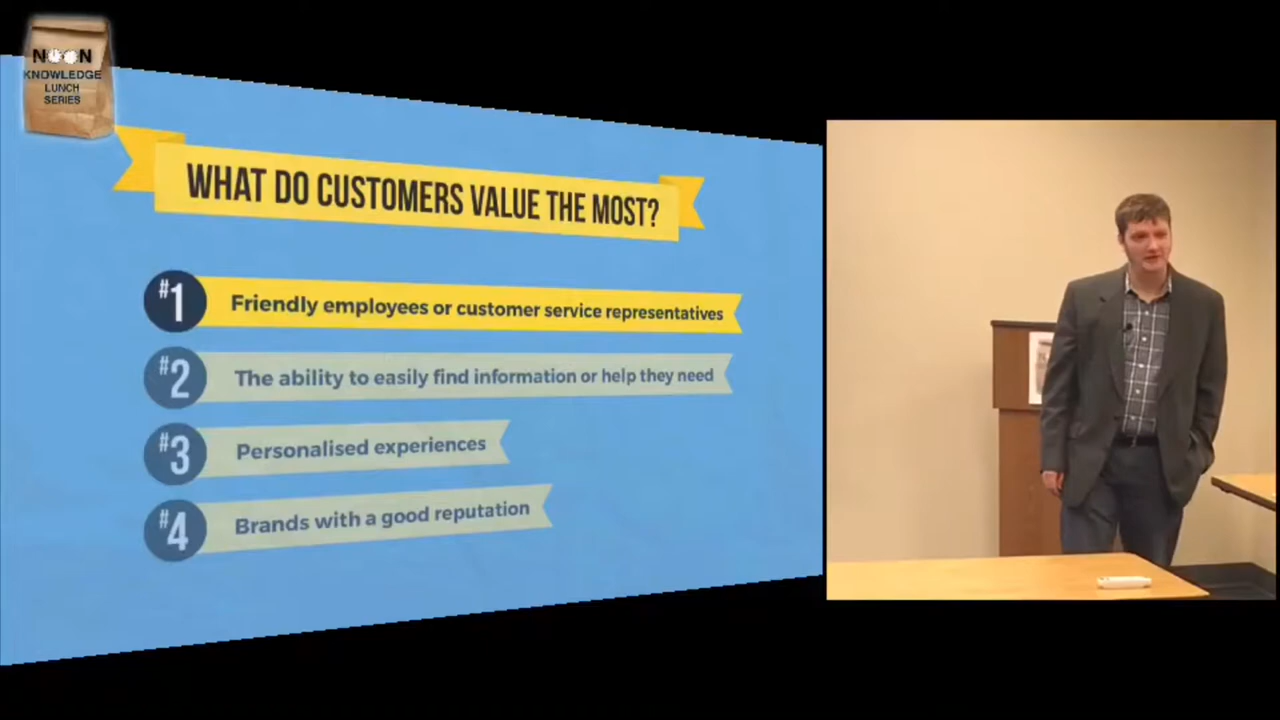 NOON
KNOWLEDGE
LUNCH
SERIES
WHAT DO CUSTOMERS VALUE THE MOST?
#1 Friendly employees or customer service representatives
#2 The ability to easily find information or help they need
#3 Personalised experiences
#4 Brands with a good reputation